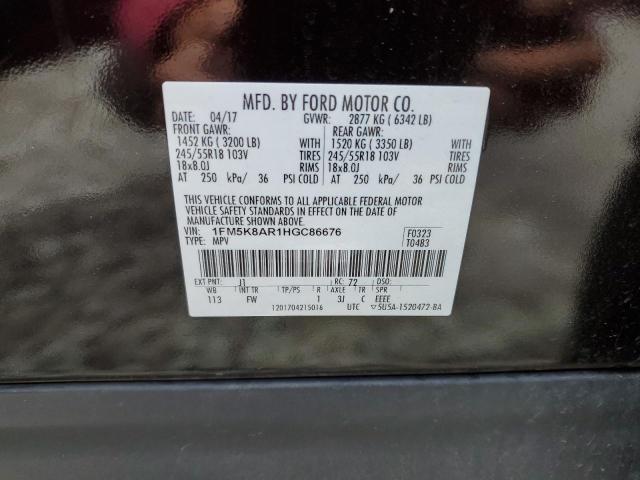 MFD. BY FORD MOTOR CO.
DATE: 04/17 GVWR: 2877 KG ( 6342 LB)
FRONT GAWR: REAR GAWR:
1452 KG ( 3200 LB) 1520 KG ( 3350 LB)
245/55R18 103V TIRES 245/55R18 103V TIRES
18x8.0J RIMS 18x8.0J RIMS
AT 250 kPa/ 36 PSI COLD AT 250 kPa/ 36 PSI COLD
THIS VEHICLE CONFORMS TO ALL APPLICABLE FEDERAL MOTOR
VEHICLE SAFETY AND BUMPER STANDARDS IN EFFECT ON THE DATE OF
MANUFACTURE SHOWN ABOVE.
VIN: 1FM5K8AR1HGC86676 F0323
TYPE: MPV T0483
EXT PNT: J1 RC: 72 DSO:
WB INT TR TP/PS R AXLE TR SPR
113 FW 1 3J C EEEE
1201704215016 UTC ▽5U5A-1520472-BA